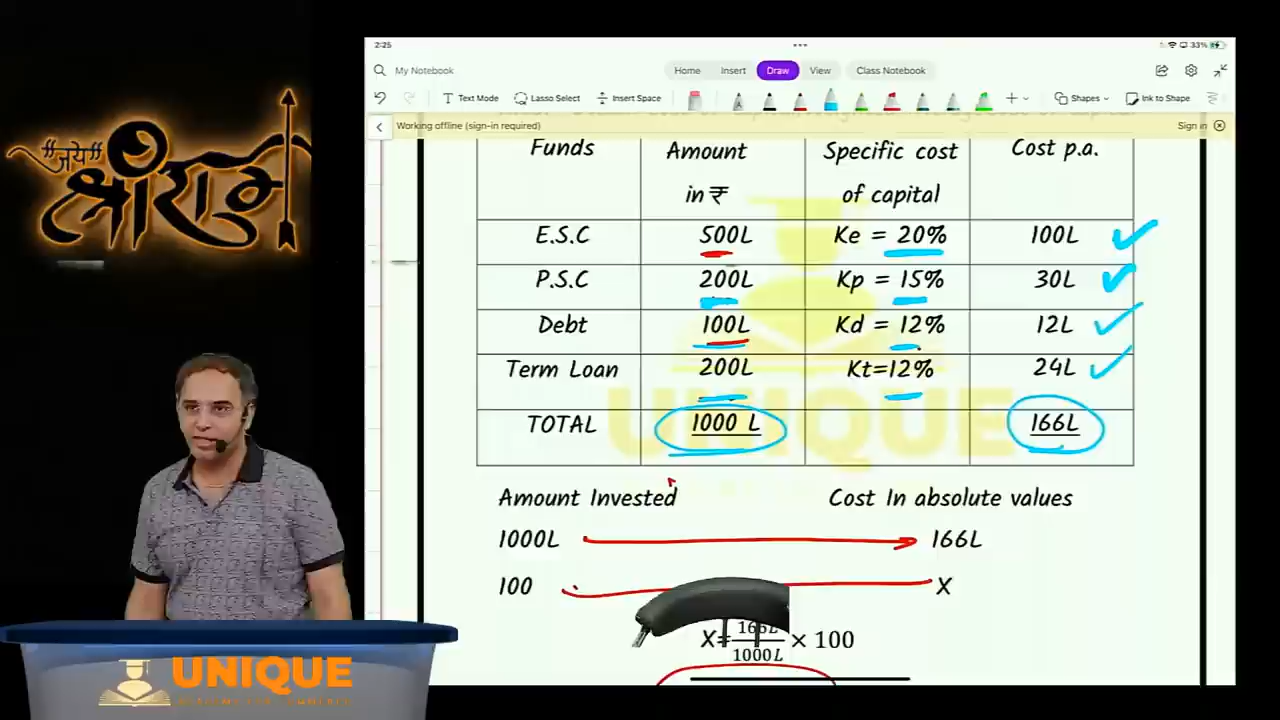 "जय"
श्रीराम
2:25
33%
My Notebook
Home Insert Draw View Class Notebook
Text Mode Lasso Select Insert Space Shapes Ink to Shape
Working offline (sign-in required) Sign in
Funds Amount in ₹ Specific cost of capital Cost p.a.
E.S.C 500L Ke = 20% 100L
P.S.C 200L Kp = 15% 30L
Debt 100L Kd = 12% 12L
Term Loan 200L Kt=12% 24L
TOTAL 1000 L 166L
UNIQUE
Amount Invested Cost In absolute values
1000L 166L
100 X
X= 166L/1000L × 100
UNIQUE